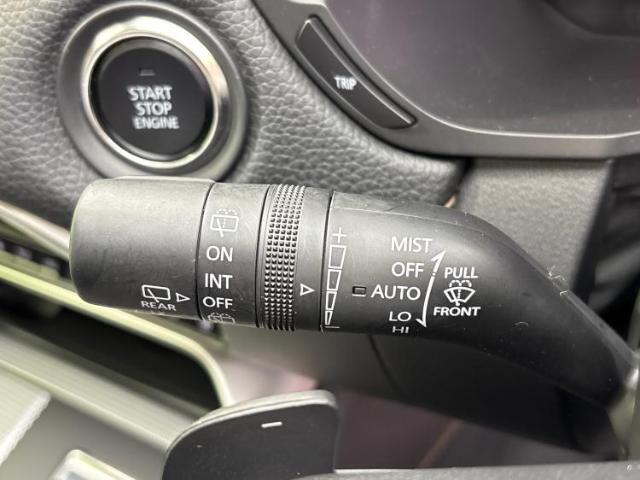 START
STOP
ENGINE
TRIP
ON
INT
OFF
REAR
MIST
OFF
AUTO
LO
HI
PULL
FRONT
+
-